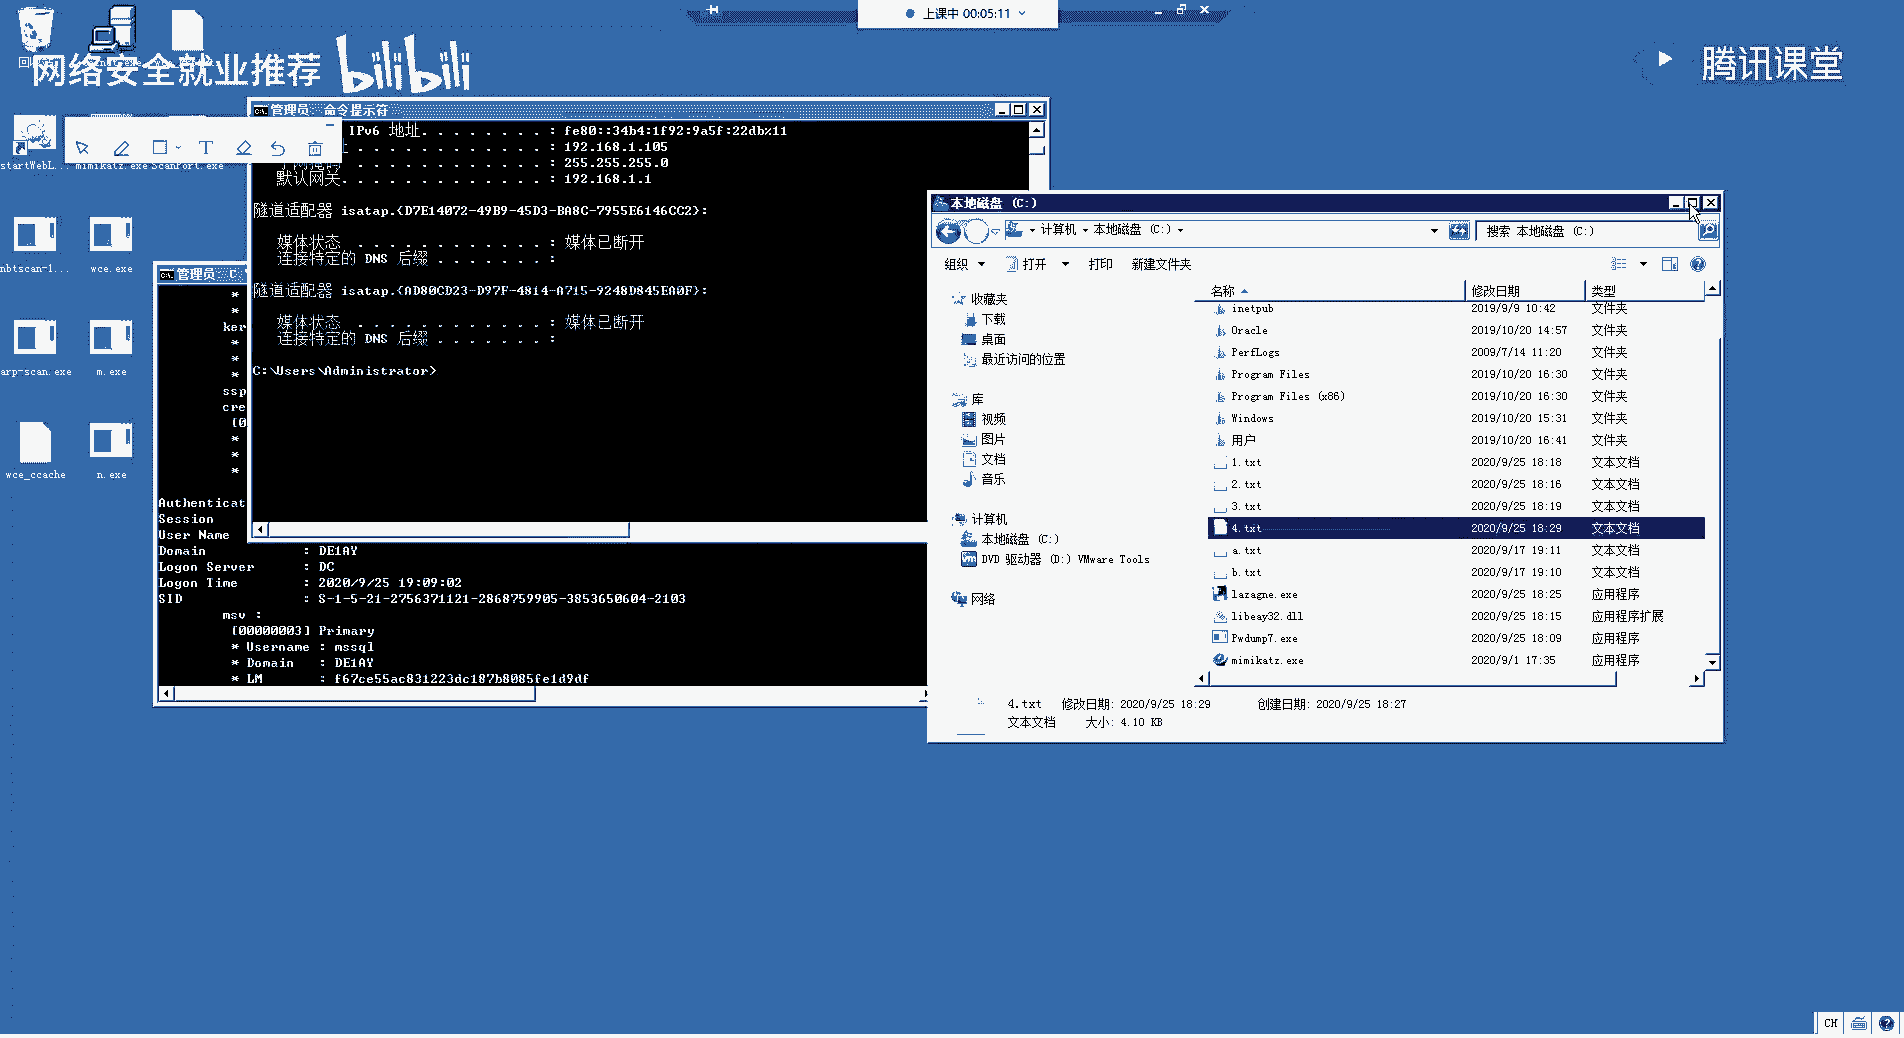 上课中 00:05:11
网络安全就业推荐 bilibili
腾讯课堂
startWebL...
mimikatz.exe
ScanPort.exe
nbtscan-1...
wce.exe
arp-scan.exe
m.exe
wce_ccache
n.exe
管理员: 命令提示符
IPv6 地址. . . . . . . . : fe80::34b4:1f92:9a5f:22db%11
. . . . . . . . . . . . : 192.168.1.105
子网掩码 . . . . . . . . . . . . : 255.255.255.0
默认网关. . . . . . . . . . . . . : 192.168.1.1
隧道适配器 isatap.{D7E14072-49B9-45D3-BA8C-7955E6146CC2}:
媒体状态 . . . . . . . . . . . . : 媒体已断开
连接特定的 DNS 后缀 . . . . . . . :
隧道适配器 isatap.{AD80CD23-D97F-4814-A715-9248D845EA0F}:
媒体状态 . . . . . . . . . . . . : 媒体已断开
连接特定的 DNS 后缀 . . . . . . . :
C:\Users\Administrator>
管理员: C
*
*
ker
*
*
*
ssp
cre
[0
*
*
*
Authenticat
Session
User Name
Domain : DE1AY
Logon Server : DC
Logon Time : 2020/9/25 19:09:02
SID : S-1-5-21-2756371121-2868759905-3853650604-2103
msv :
[00000003] Primary
* Username : mssql
* Domain : DE1AY
* LM : f67ce55ac831223dc187b8085fe1d9df
本地磁盘 (C:)
计算机 本地磁盘 (C:)
搜索 本地磁盘 (C:)
组织 打开 打印 新建文件夹
收藏夹
下载
桌面
最近访问的位置
库
视频
图片
文档
音乐
计算机
本地磁盘 (C:)
DVD 驱动器 (D:) VMware Tools
网络
名称 修改日期 类型
inetpub 2019/9/9 10:42 文件夹
Oracle 2019/10/20 14:57 文件夹
PerfLogs 2009/7/14 11:20 文件夹
Program Files 2019/10/20 16:30 文件夹
Program Files (x86) 2019/10/20 16:30 文件夹
Windows 2019/10/20 15:31 文件夹
用户 2019/10/20 16:41 文件夹
1.txt 2020/9/25 18:18 文本文档
2.txt 2020/9/25 18:16 文本文档
3.txt 2020/9/25 18:19 文本文档
4.txt 2020/9/25 18:29 文本文档
a.txt 2020/9/17 19:11 文本文档
b.txt 2020/9/17 19:10 文本文档
lazagne.exe 2020/9/25 18:25 应用程序
libeay32.dll 2020/9/25 18:15 应用程序扩展
Pwdump7.exe 2020/9/25 18:09 应用程序
mimikatz.exe 2020/9/1 17:35 应用程序
4.txt 修改日期: 2020/9/25 18:29 创建日期: 2020/9/25 18:27
文本文档 大小: 4.10 KB
CH